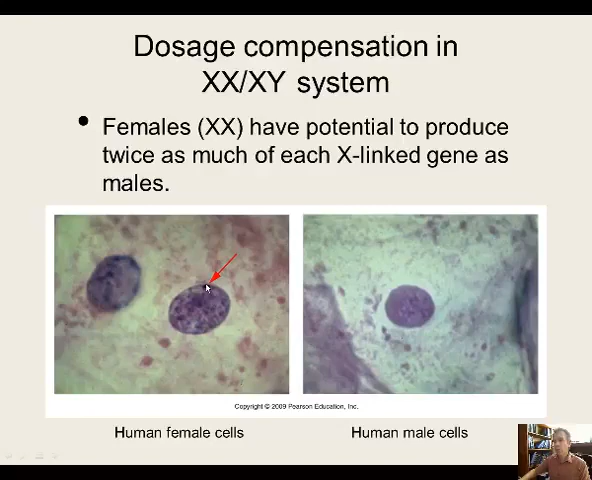 Dosage compensation in
XX/XY system
• Females (XX) have potential to produce
twice as much of each X-linked gene as
males.
Copyright © 2009 Pearson Education, Inc.
Human female cells
Human male cells